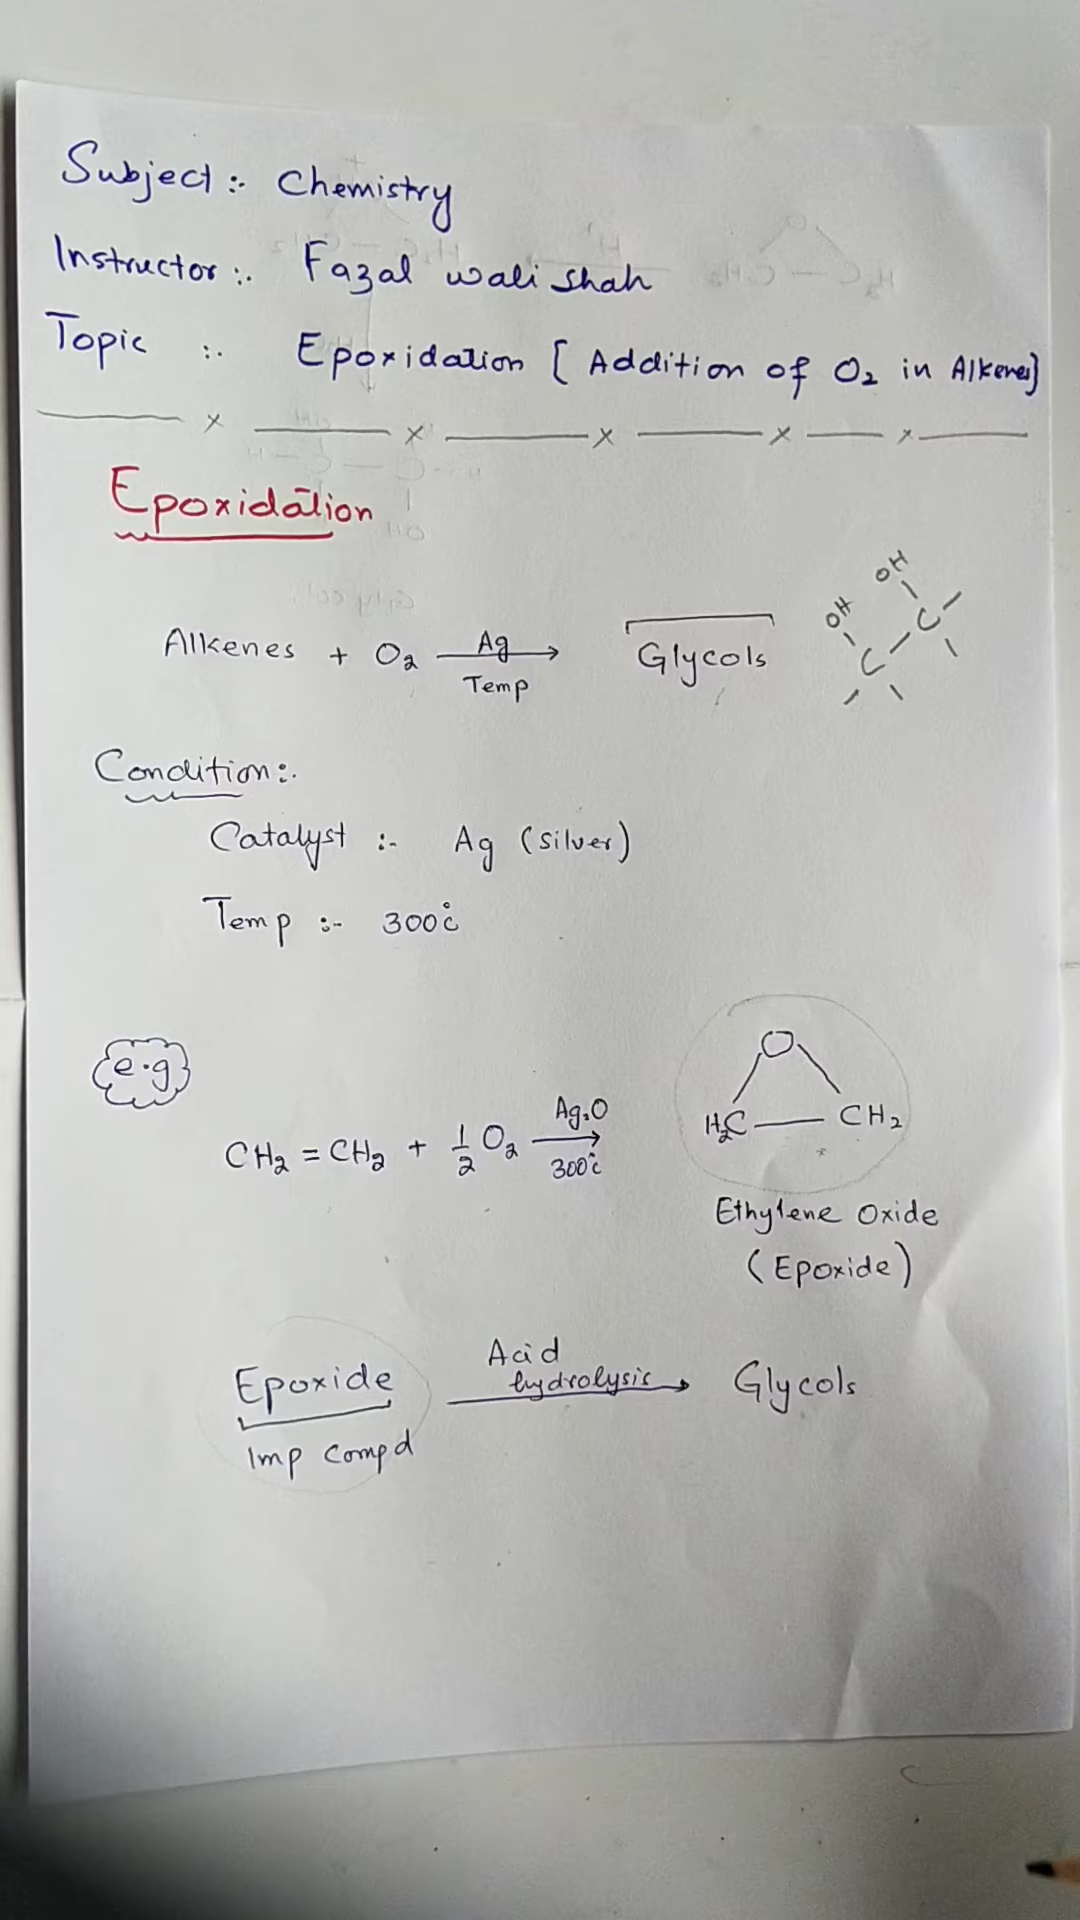 Subject:- Chemistry
Instructor:- Fazal wali Shah
Topic :- Epoxidation [Addition of O2 in Alkenes]
Epoxidation
Alkenes + O2 Ag → Glycols
Temp
OH
OH
C
C
Condition:-
Catalyst :- Ag (Silver)
Temp :- 300°C
e.g
O
H2C — CH2
CH2 = CH2 + 1/2 O2 Ag2O →
300°C
Ethylene Oxide
(Epoxide)
Epoxide Acid hydrolysis → Glycols
Imp Compd